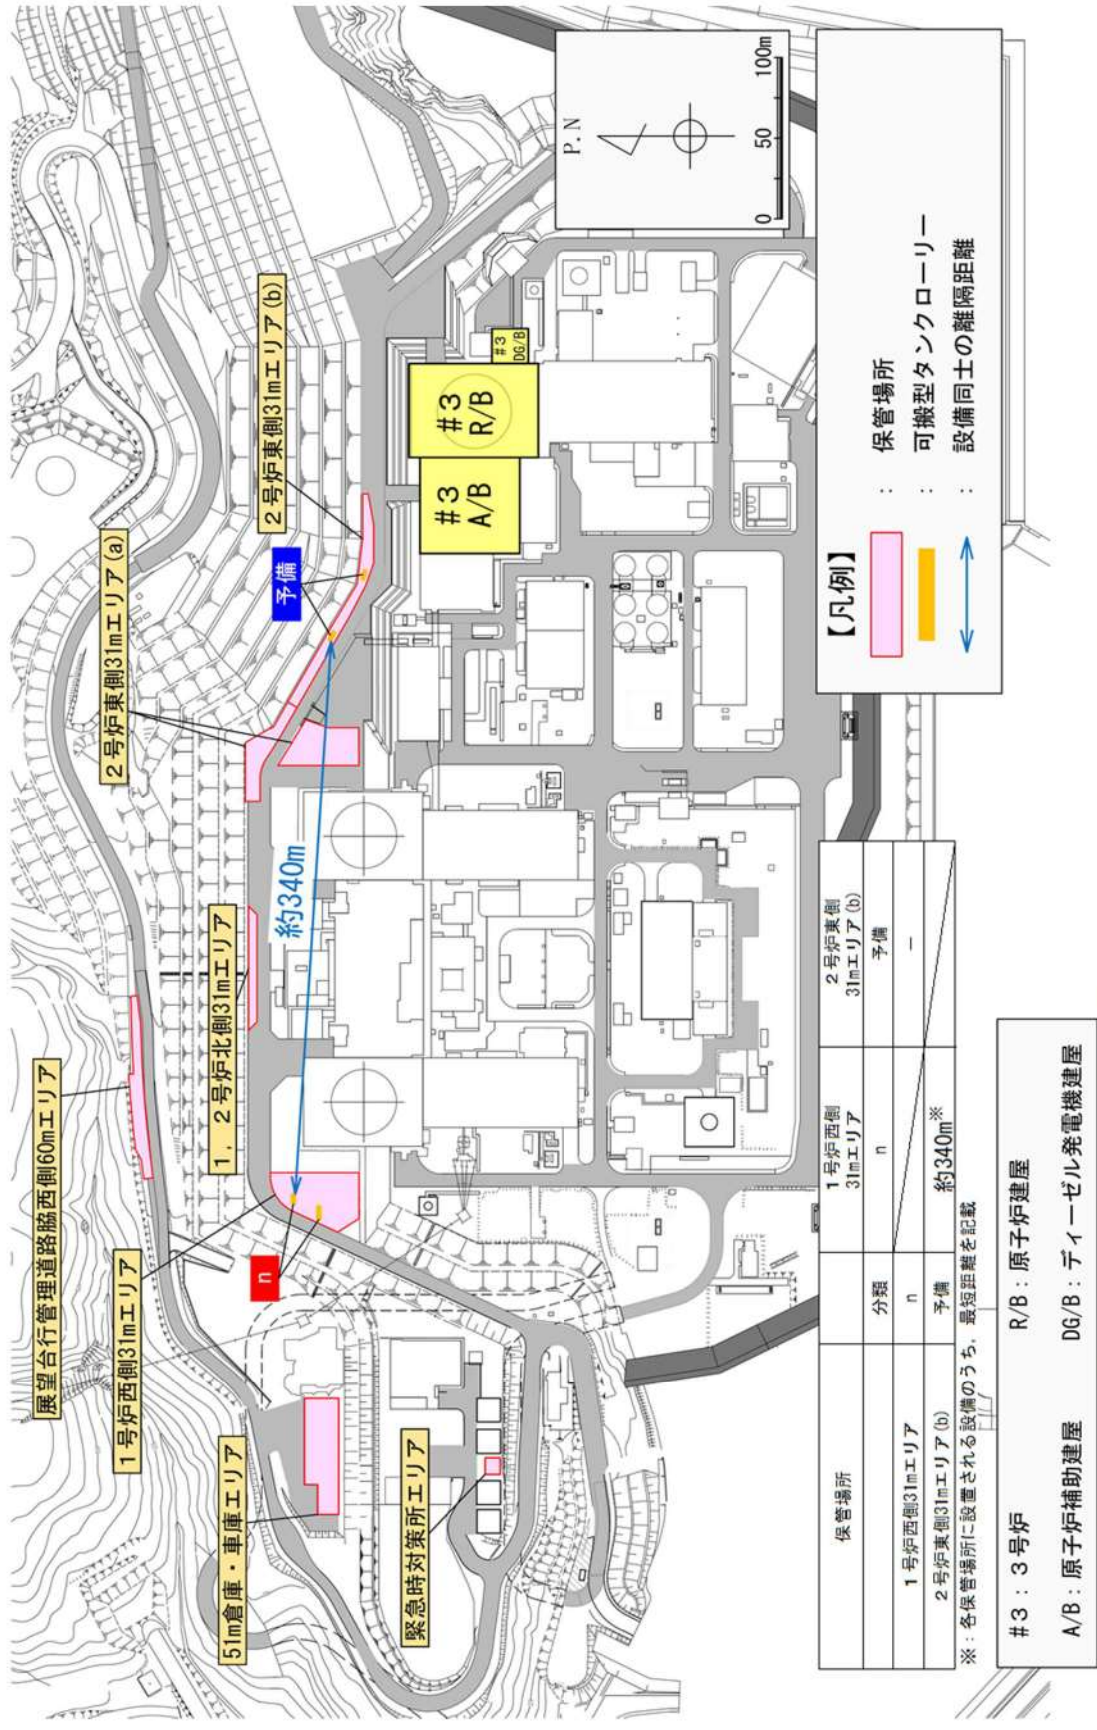 展望台行管理道路脇西側60mエリア
1号炉西側31mエリア
51m倉庫・車庫エリア
緊急時対策所エリア
1，2号炉北側31mエリア
2号炉東側31mエリア(a)
2号炉東側31mエリア(b)
n
予備
約340m
#3
A/B
#3
R/B
#3
DG/B
P.N
0 50 100m
【凡例】
: 保管場所
: 可搬型タンクローリー
: 設備同士の離隔距離
保管場所 分類 1号炉西側 31mエリア 2号炉東側 31mエリア(b)
n 予備
1号炉西側31mエリア n －
2号炉東側31mエリア(b) 予備 約340m※
※：各保管場所に設置される設備のうち，最短距離を記載
#3：3号炉 R/B：原子炉建屋
A/B：原子炉補助建屋 DG/B：ディーゼル発電機建屋